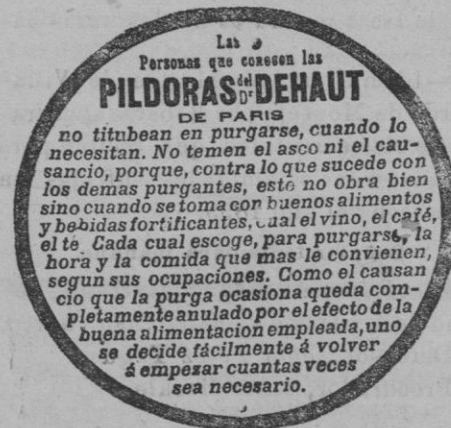 Las
Personas que conocen las
PILDORAS del Dr. DEHAUT
DE PARIS
no titubean en purgarse, cuando lo
necesitan. No temen el asco ni el cau-
sancio, porque, contra lo que sucede con
los demas purgantes, este no obra bien
sino cuando se toma con buenos alimentos
y bebidas fortificantes, cual el vino, el café,
el té. Cada cual escoge, para purgarse, la
hora y la comida que mas le convienen,
segun sus ocupaciones. Como el causan
cio que la purga ocasiona queda com-
pletamente anulado por el efecto de la
buena alimentacion empleada, uno
se decide fácilmente á volver
á empezar cuantas veces
sea necesario.